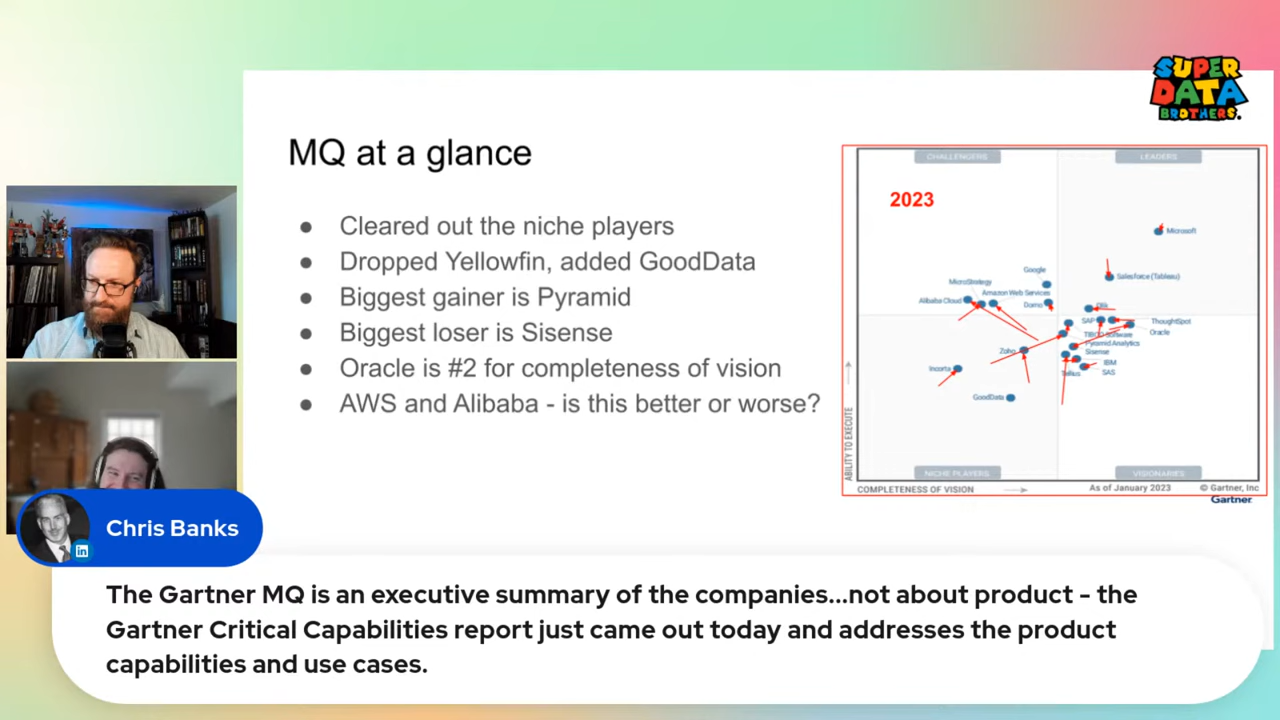 SUPER
DATA
BROTHERS.
MQ at a glance
● Cleared out the niche players
● Dropped Yellowfin, added GoodData
● Biggest gainer is Pyramid
● Biggest loser is Sisense
● Oracle is #2 for completeness of vision
● AWS and Alibaba - is this better or worse?
CHALLENGERS
LEADERS
2023
Microsoft
Google
Salesforce (Tableau)
MicroStrategy
Amazon Web Services
Alibaba Cloud
Domo
Qlik
SAP
ThoughtSpot
Oracle
TIBCO Software
Pyramid Analytics
Zoho
Sisense
IBM
Incorta
Tellius
SAS
GoodData
ABILITY TO EXECUTE
NICHE PLAYERS
VISIONARIES
COMPLETENESS OF VISION
As of January 2023
© Gartner, Inc
Gartner
in
Chris Banks
The Gartner MQ is an executive summary of the companies...not about product - the
Gartner Critical Capabilities report just came out today and addresses the product
capabilities and use cases.